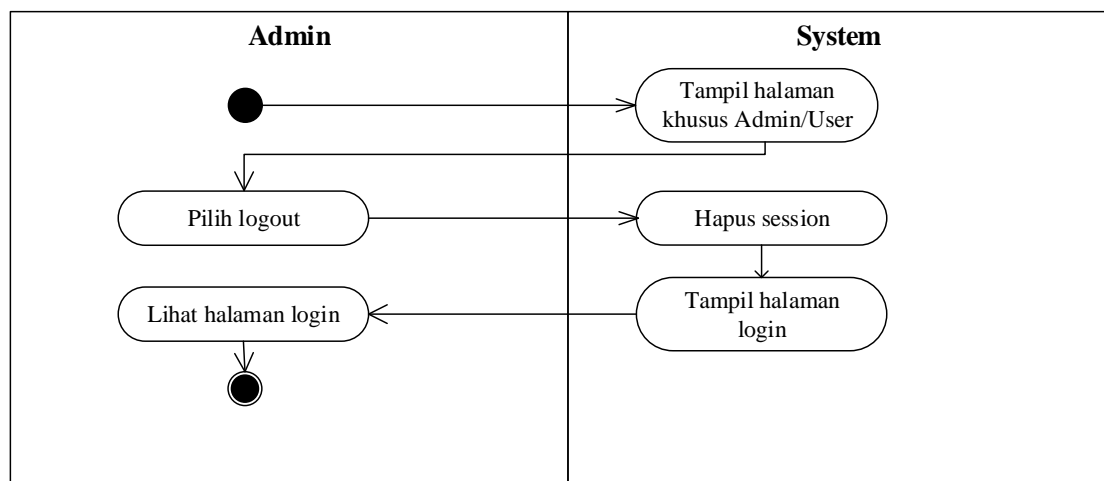 Admin
System
Tampil halaman
khusus Admin/User
Pilih logout
Hapus session
Lihat halaman login
Tampil halaman
login